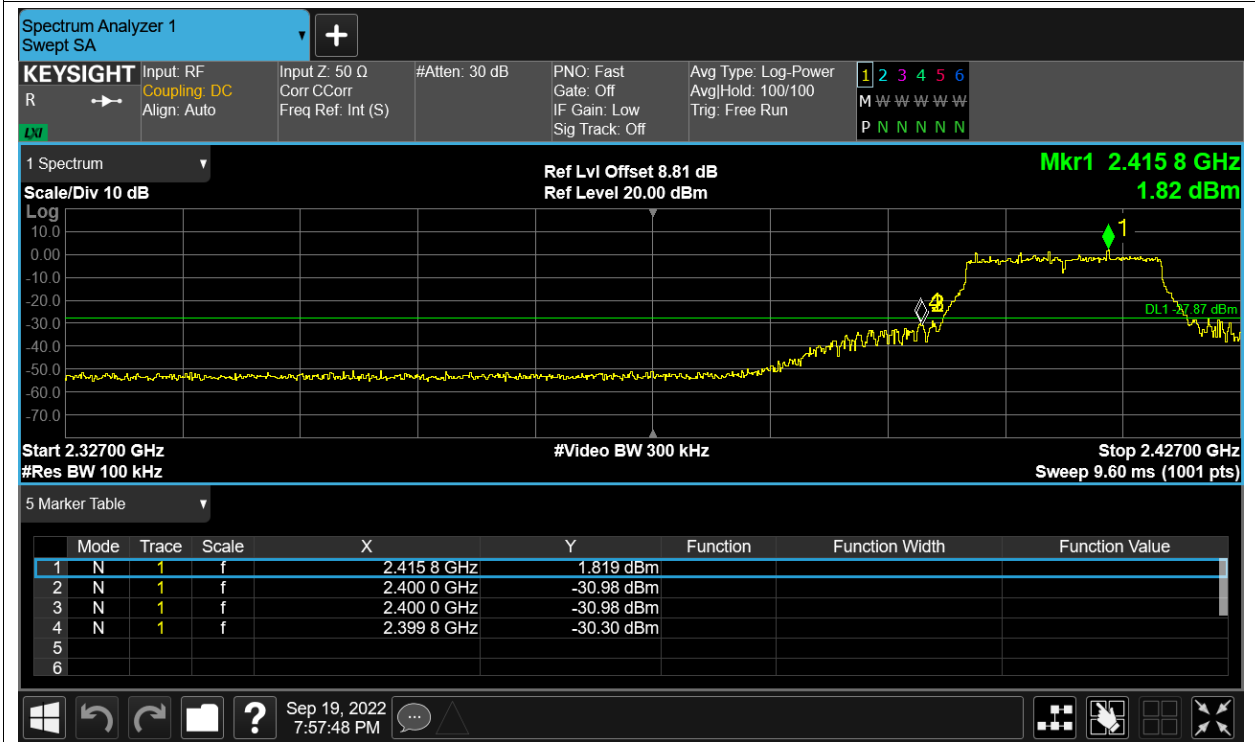 Spectrum Analyzer 1
Swept SA
+
KEYSIGHT
R
LXI
Input: RF
Coupling: DC
Align: Auto
Input Z: 50 Ω
Corr CCorr
Freq Ref: Int (S)
#Atten: 30 dB
PNO: Fast
Gate: Off
IF Gain: Low
Sig Track: Off
Avg Type: Log-Power
Avg|Hold: 100/100
Trig: Free Run
1 2 3 4 5 6
M W W W W W
P N N N N N
1 Spectrum
Scale/Div 10 dB
Ref Lvl Offset 8.81 dB
Ref Level 20.00 dBm
Mkr1 2.415 8 GHz
1.82 dBm
Log
10.0
0.00
-10.0
-20.0
-30.0
-40.0
-50.0
-60.0
-70.0
1
DL1 -27.87 dBm
Start 2.32700 GHz
#Res BW 100 kHz
#Video BW 300 kHz
Stop 2.42700 GHz
Sweep 9.60 ms (1001 pts)
5 Marker Table
Mode Trace Scale X Y Function Function Width Function Value
1 N 1 f 2.415 8 GHz 1.819 dBm
2 N 1 f 2.400 0 GHz -30.98 dBm
3 N 1 f 2.400 0 GHz -30.98 dBm
4 N 1 f 2.399 8 GHz -30.30 dBm
5
6
?
Sep 19, 2022
7:57:48 PM